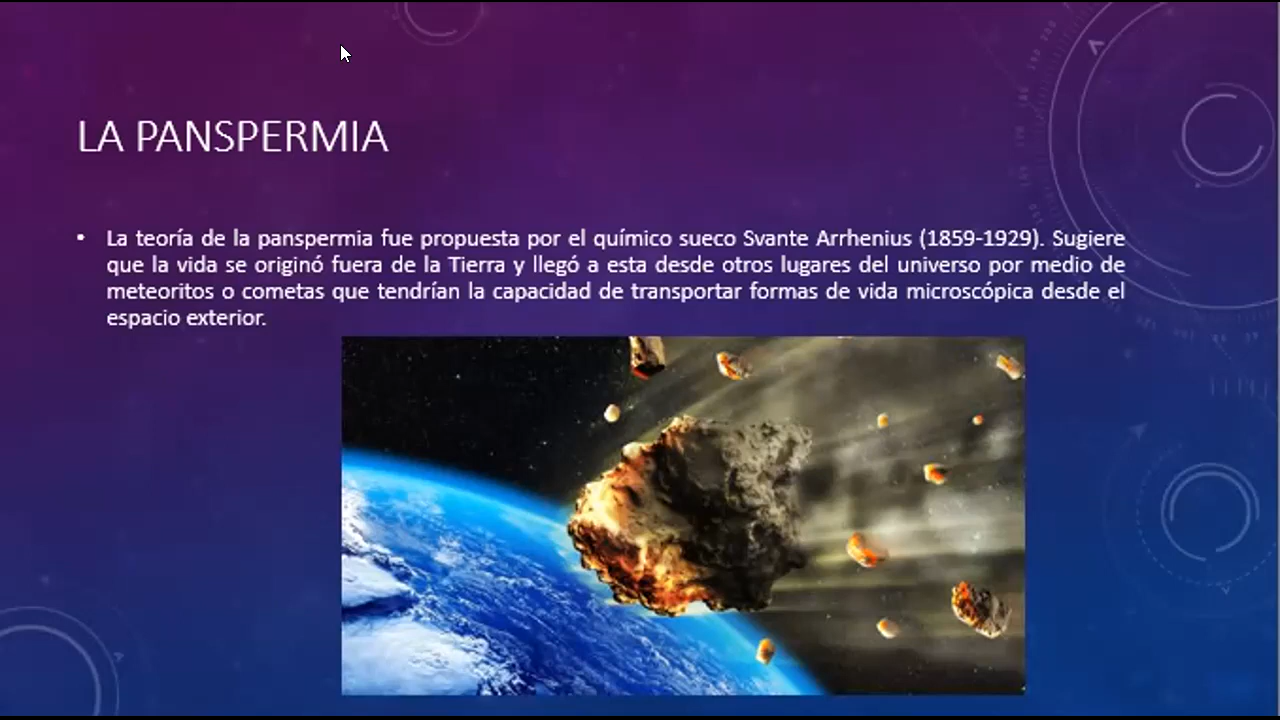 LA PANSPERMIA
• La teoría de la panspermia fue propuesta por el químico sueco Svante Arrhenius (1859-1929). Sugiere
que la vida se originó fuera de la Tierra y llegó a esta desde otros lugares del universo por medio de
meteoritos o cometas que tendrían la capacidad de transportar formas de vida microscópica desde el
espacio exterior.